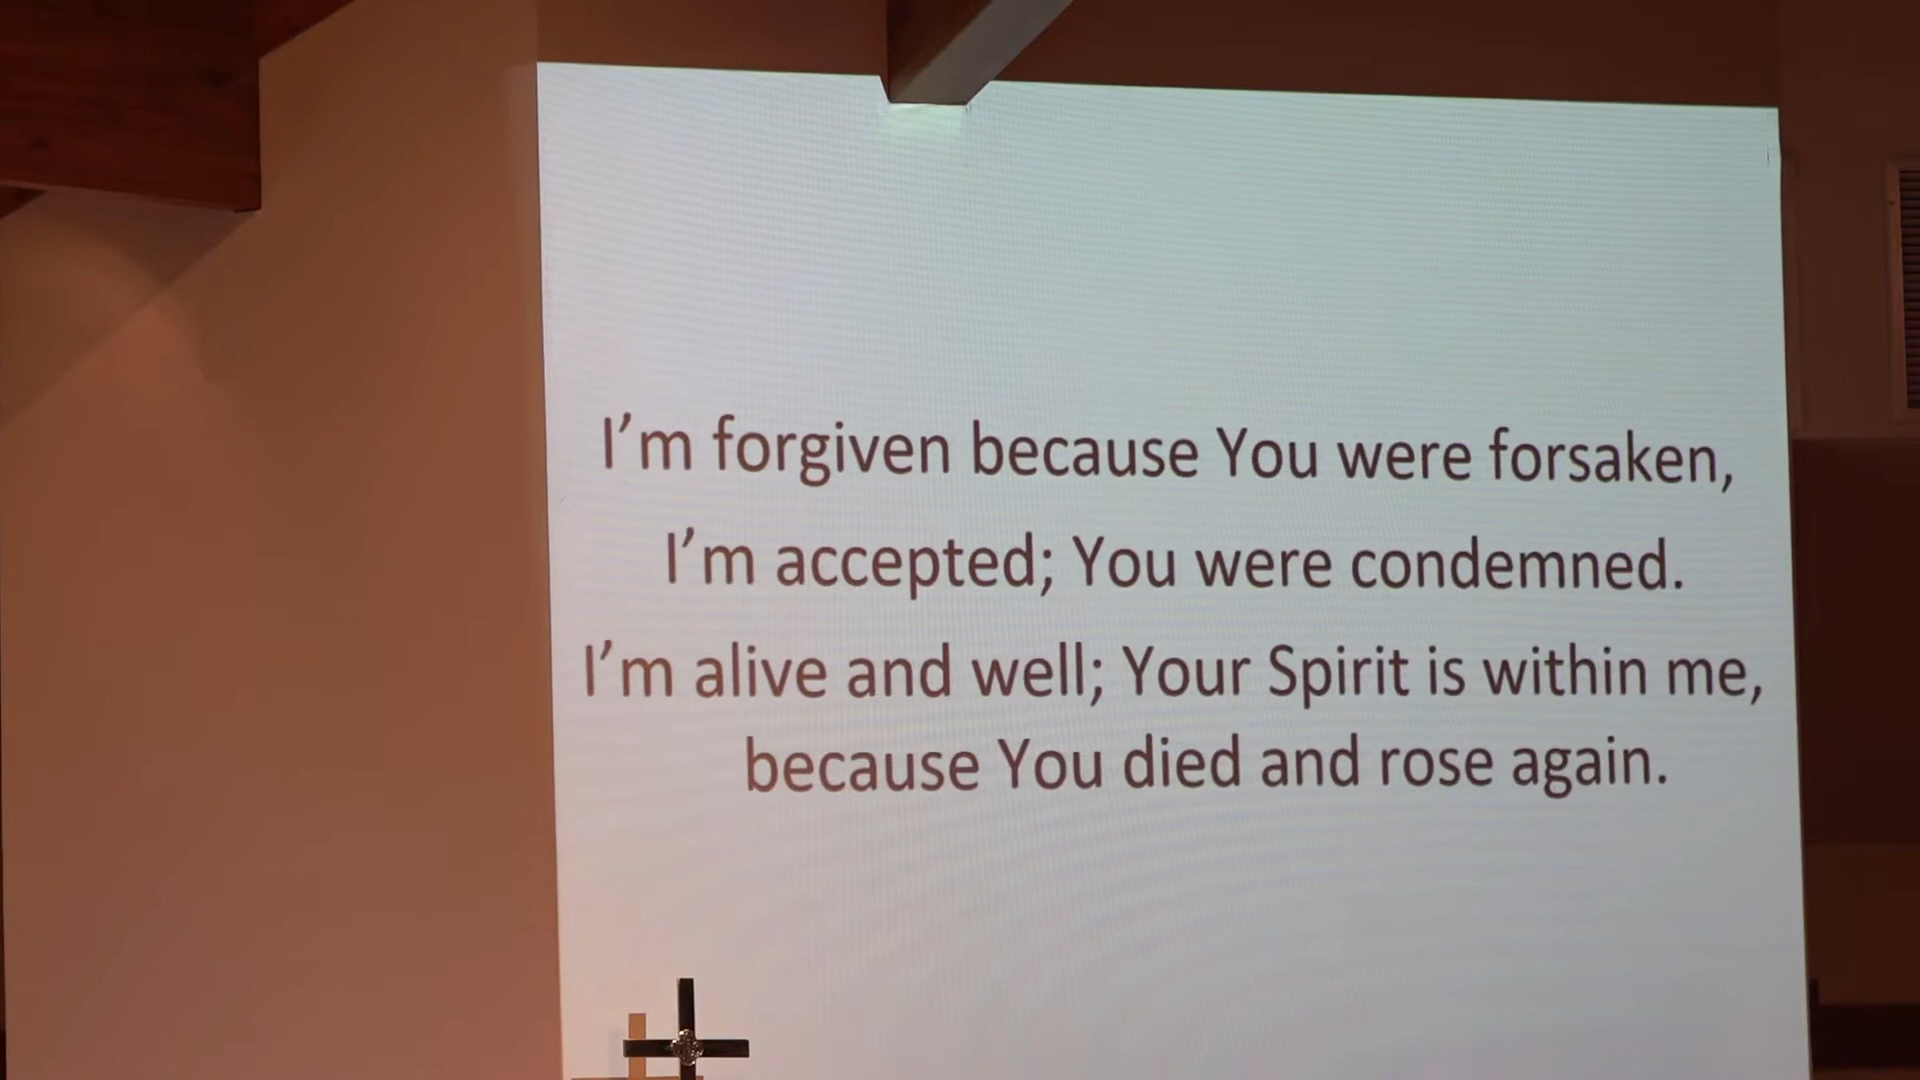 I’m forgiven because You were forsaken,
I’m accepted; You were condemned.
I’m alive and well; Your Spirit is within me,
because You died and rose again.